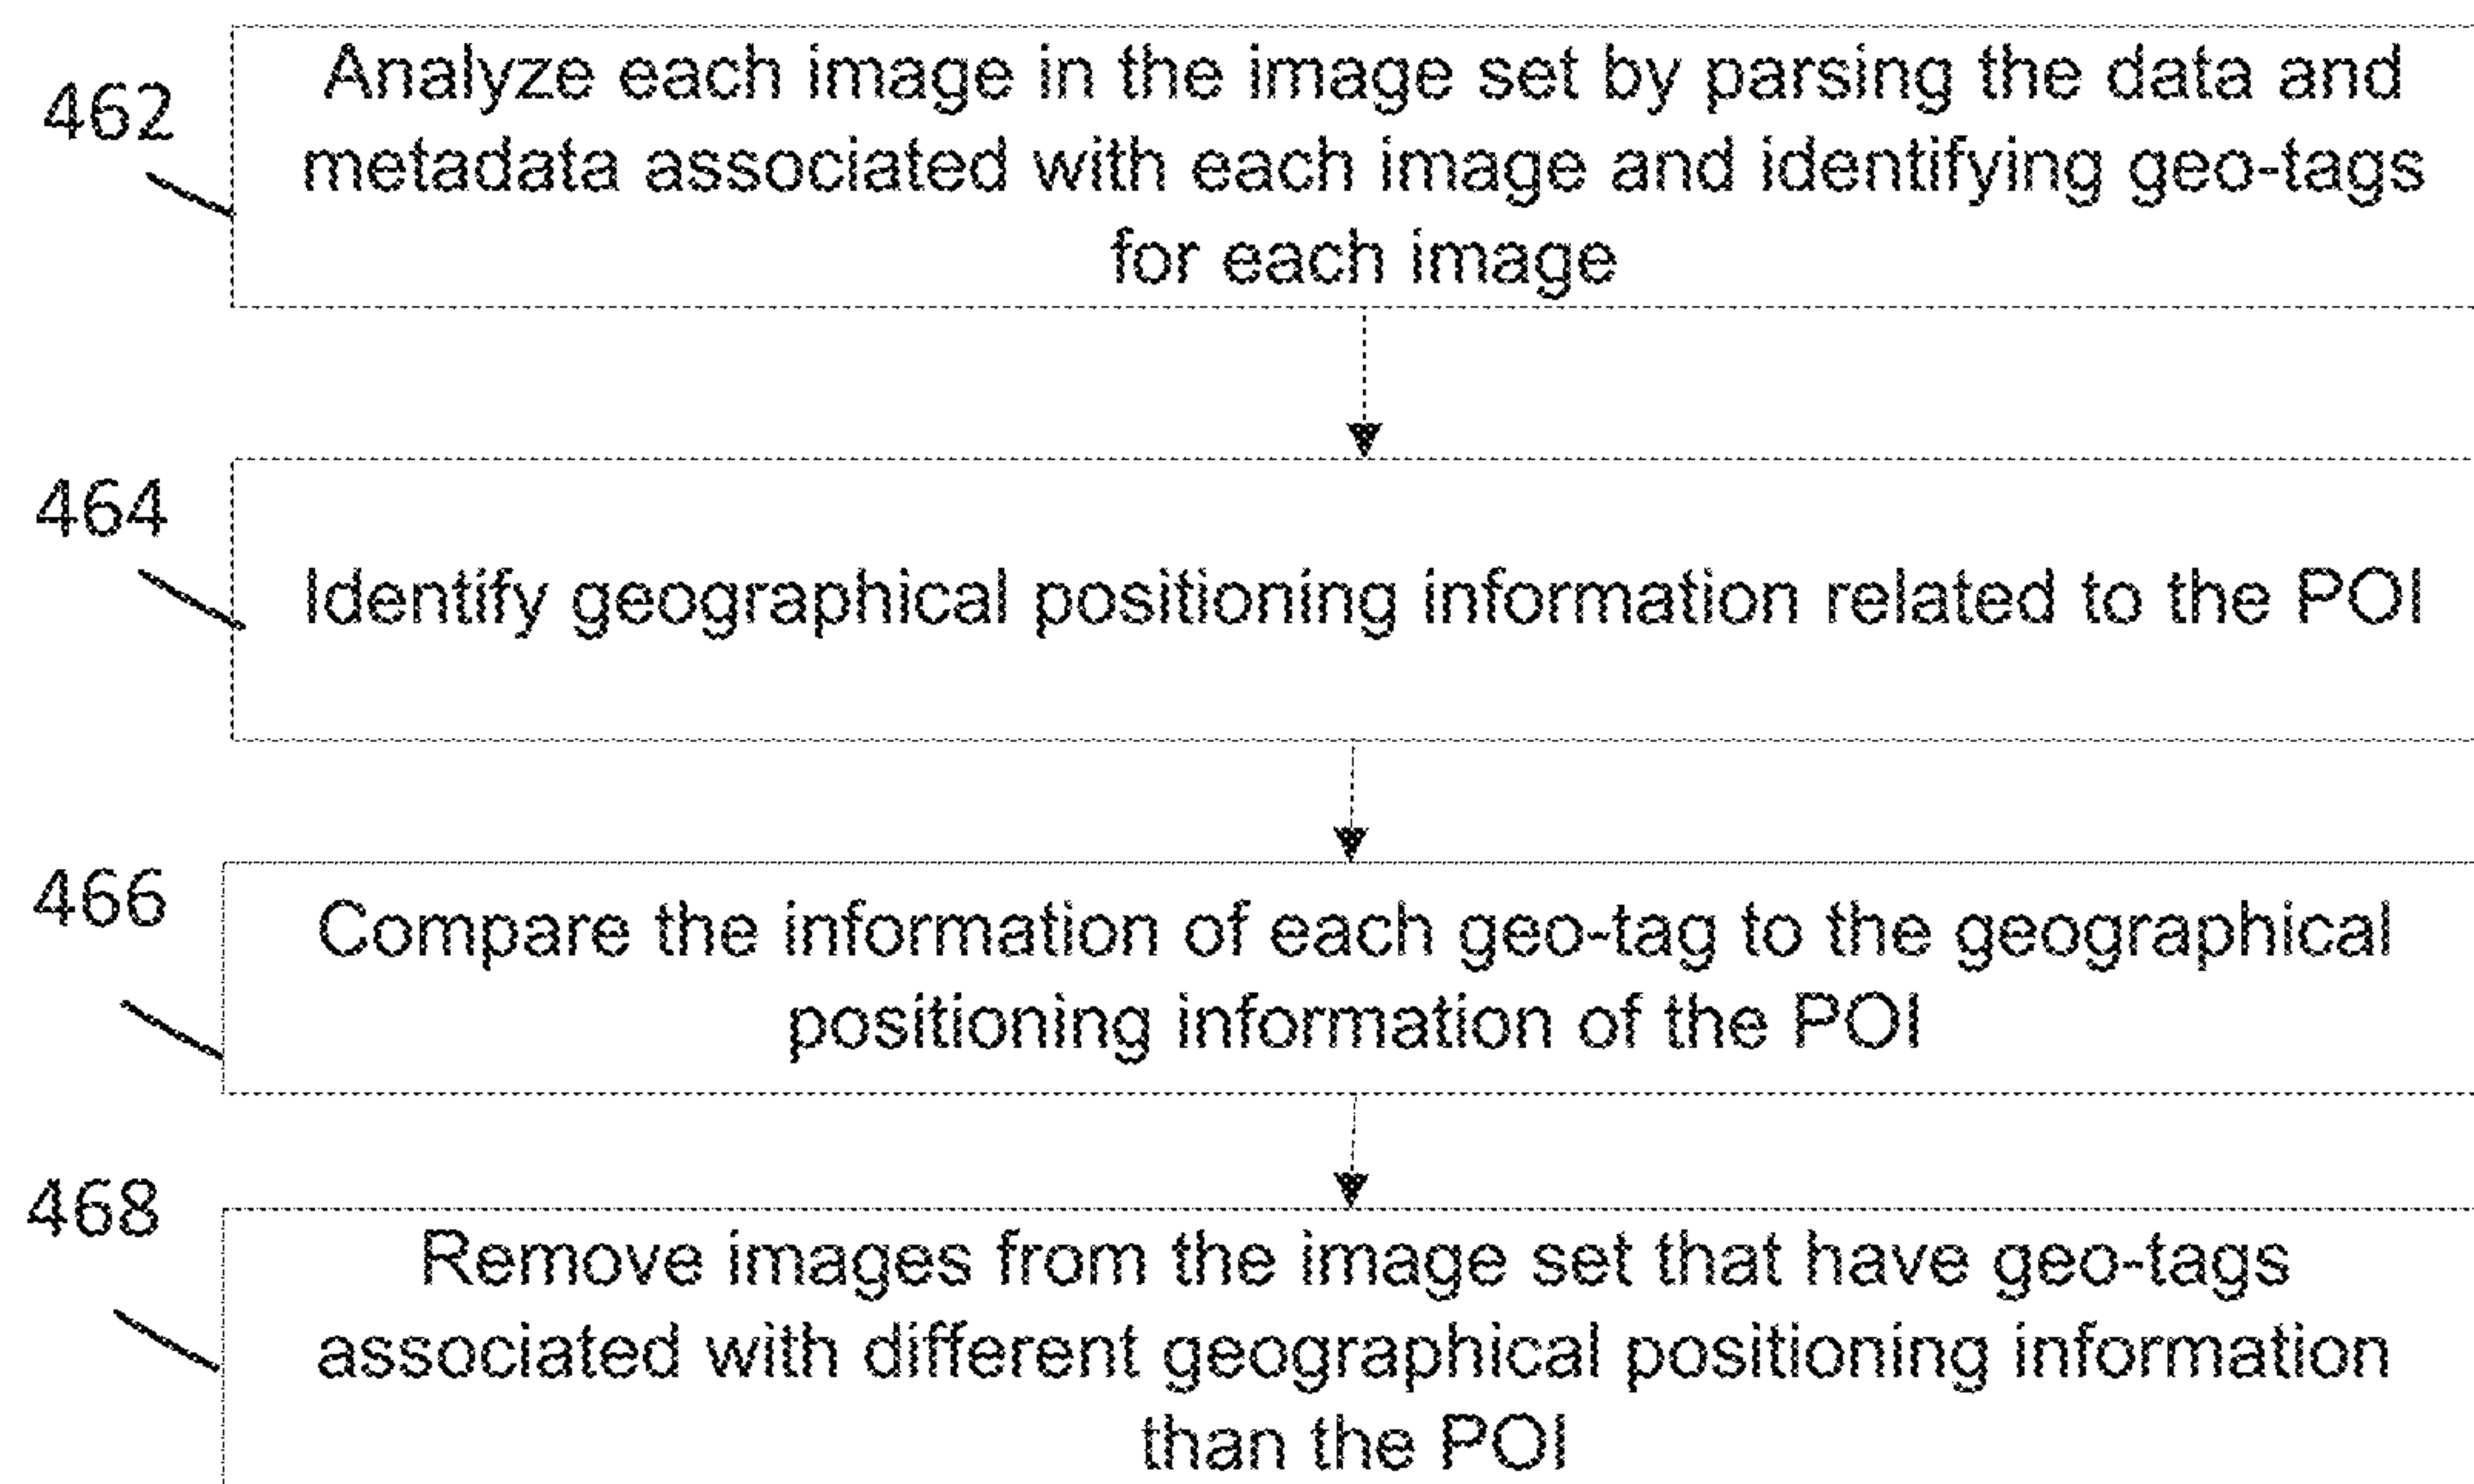 462
Analyze each image in the image set by parsing the data and
metadata associated with each image and identifying geo-tags
for each image
464
Identify geographical positioning information related to the POI
466
Compare the information of each geo-tag to the geographical
positioning information of the POI
468
Remove images from the image set that have geo-tags
associated with different geographical positioning information
than the POI